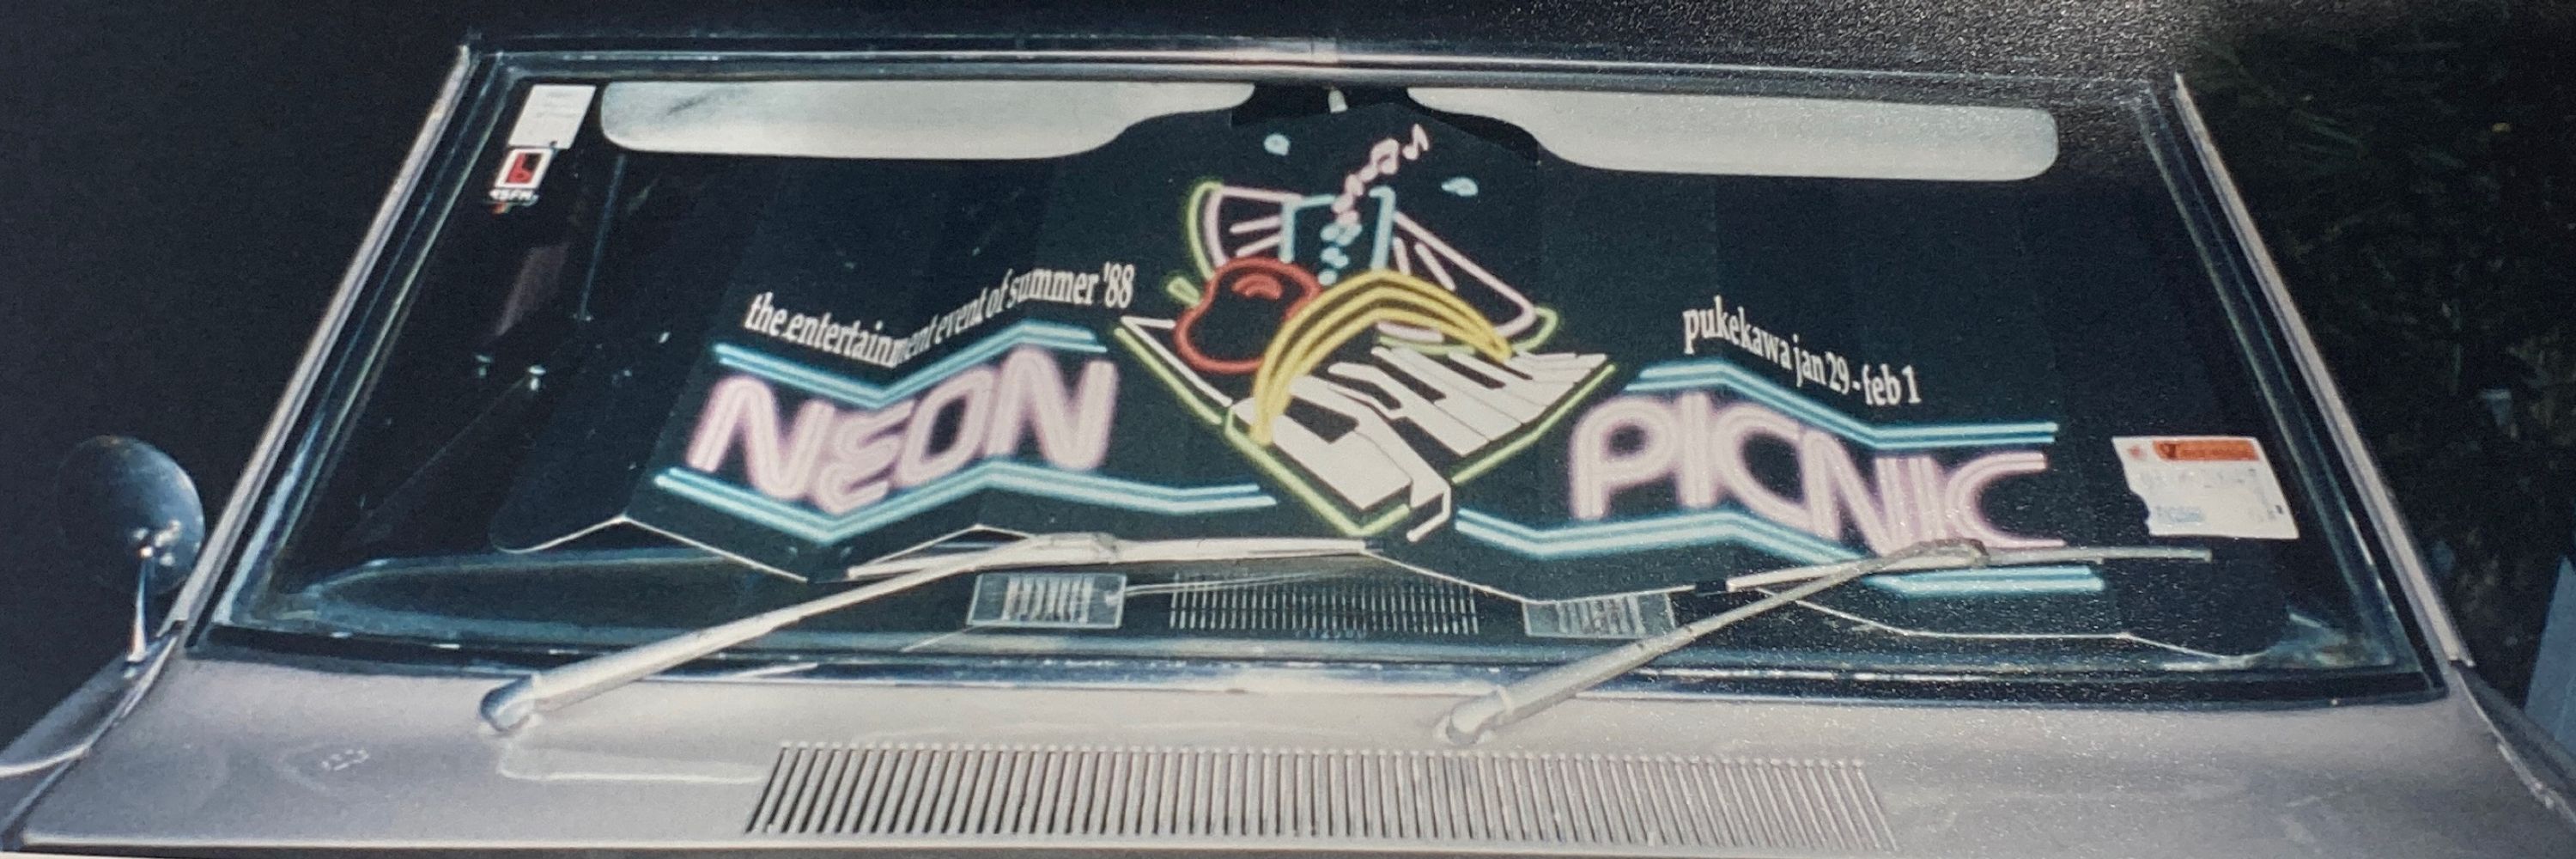 the entertainment event of summer '88
NEON
pukekawa jan 29 - feb 1
PICNIC